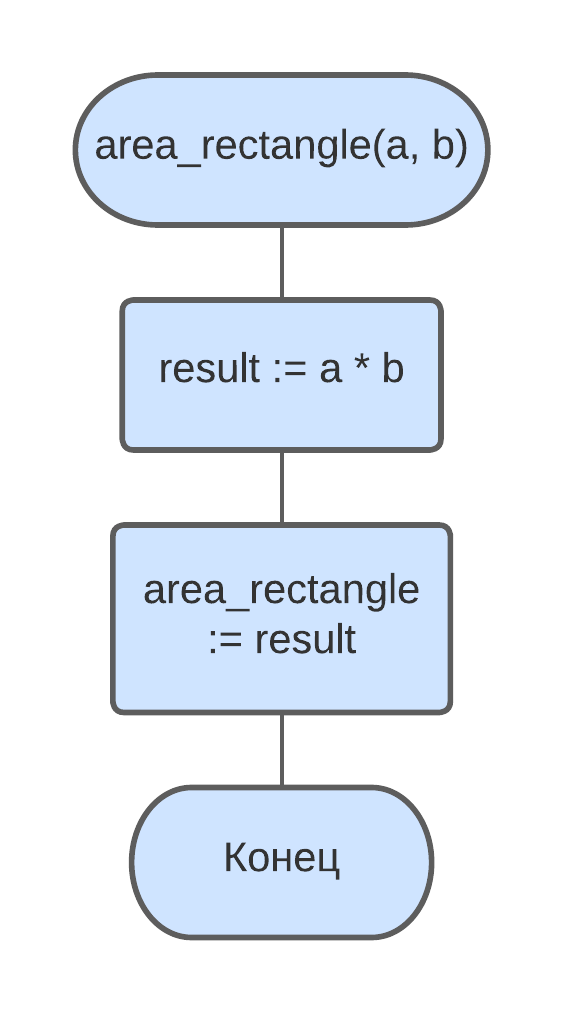 area_rectangle(a, b)
result := a * b
area_rectangle
:= result
Конец